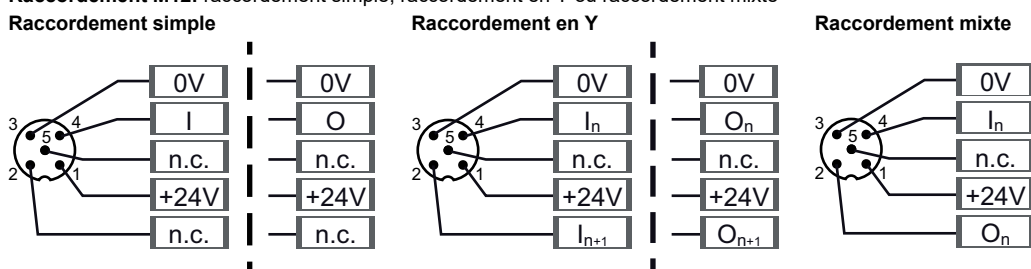 Raccordement M12: raccordement simple, raccordement en Y ou raccordement mixte
Raccordement simple
3
4
5
2
1
0V
I
n.c.
+24V
n.c.
0V
O
n.c.
+24V
n.c.
Raccordement en Y
3
4
5
2
1
0V
In
n.c.
+24V
In+1
0V
On
n.c.
+24V
On+1
Raccordement mixte
3
4
5
2
1
0V
In
n.c.
+24V
On